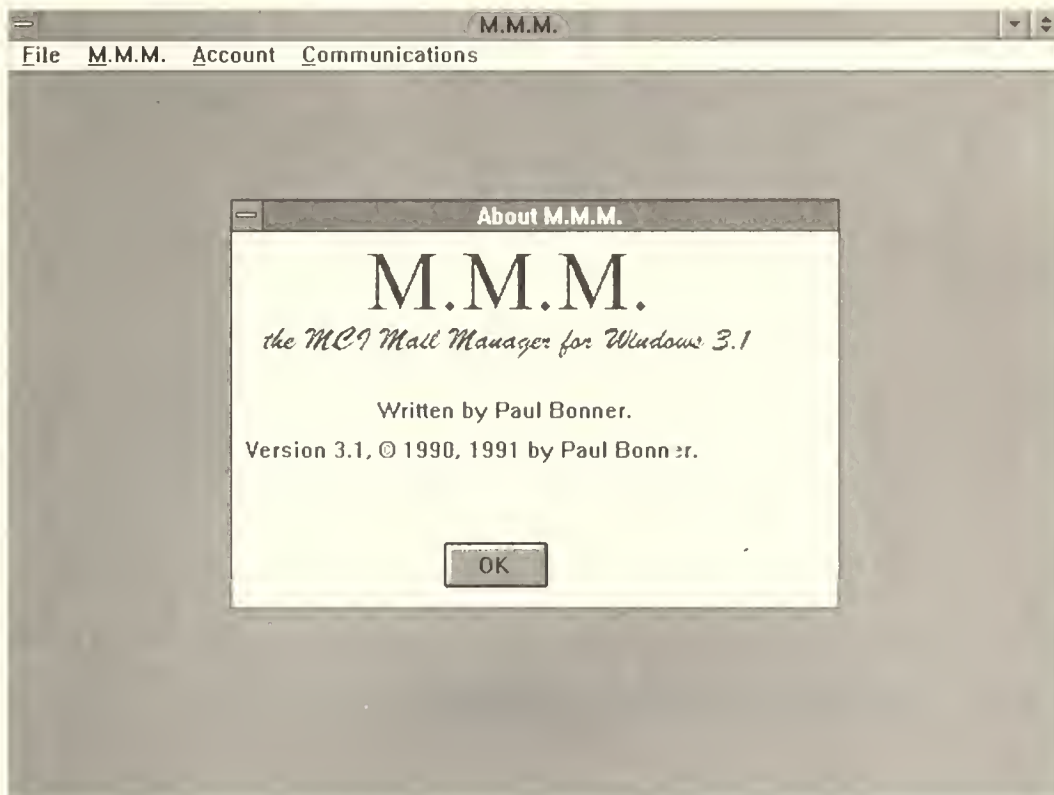 M.M.M.
File M.M.M. Account Communications
About M.M.M.
M.M.M.
the MCI Mail Manager for Windows 3.1
Written by Paul Bonner.
Version 3.1, © 1990, 1991 by Paul Bonner.
OK